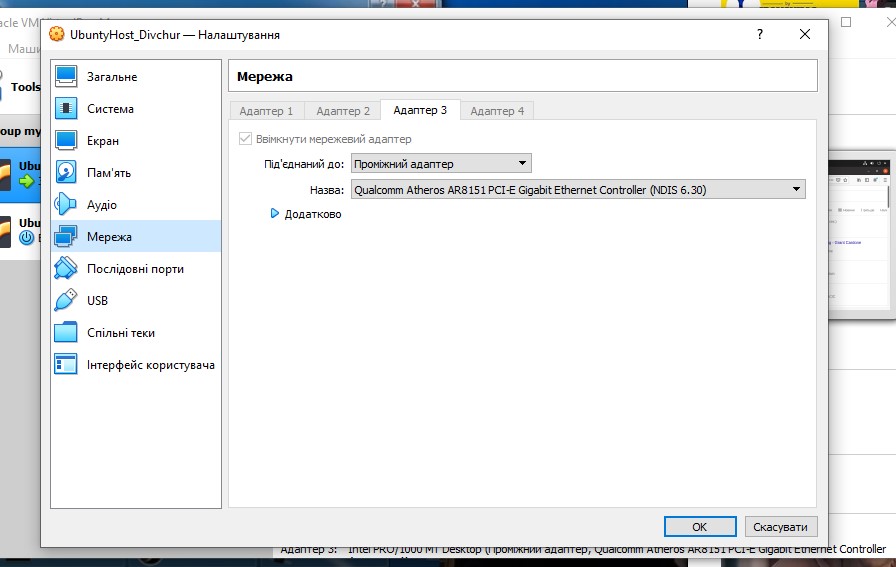 acle VM
UbuntyHost_Divchur — Налаштування
?
Маши
Tools
oup my
Ubu
Ubu
Загальне
Система
Екран
Пам'ять
Аудіо
Мережа
Послідовні порти
USB
Спільні теки
Інтерфейс користувача
Мережа
Адаптер 1
Адаптер 2
Адаптер 3
Адаптер 4
Ввімкнути мережевий адаптер
Під'єднаний до: Проміжний адаптер
Назва: Qualcomm Atheros AR8151 PCI-E Gigabit Ethernet Controller (NDIS 6.30)
Додатково
OK
Скасувати
Адаптер 3: Intel PRO/1000 MT Desktop (Проміжний адаптер, Qualcomm Atheros AR8151 PCI-E Gigabit Ethernet Controller